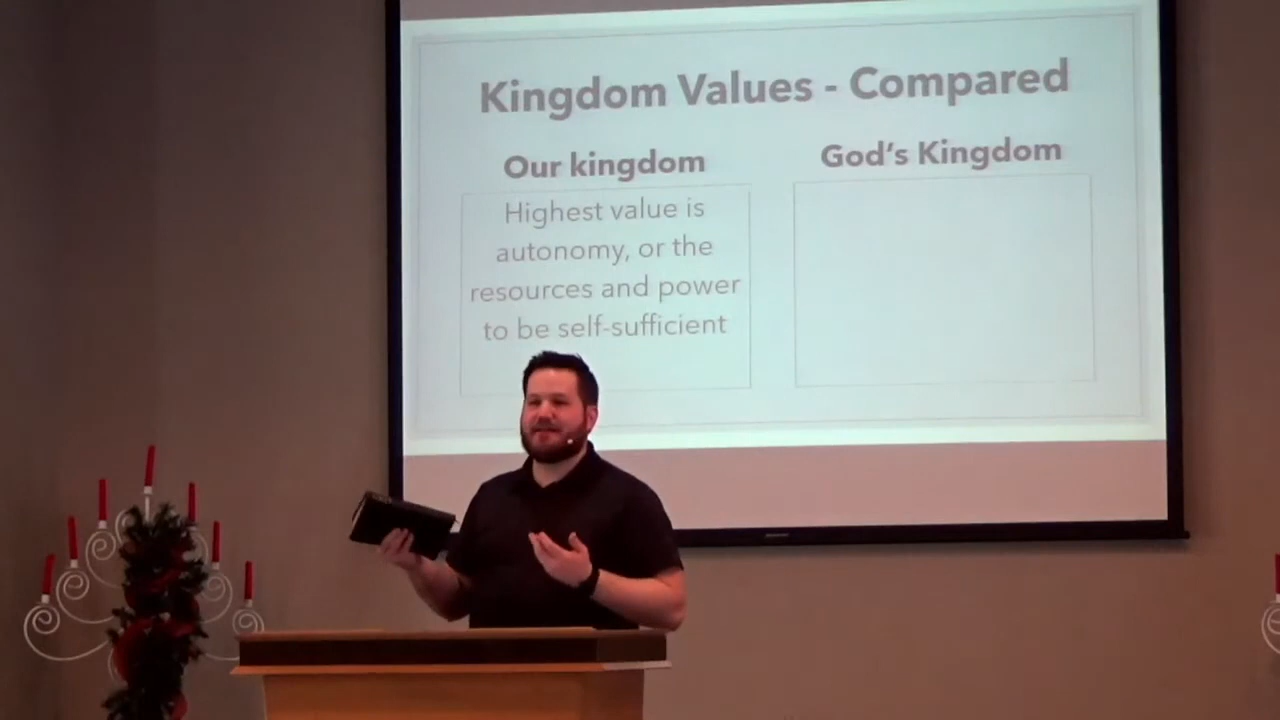 Kingdom Values - Compared
Our kingdom
God's Kingdom
Highest value is
autonomy, or the
resources and power
to be self-sufficient